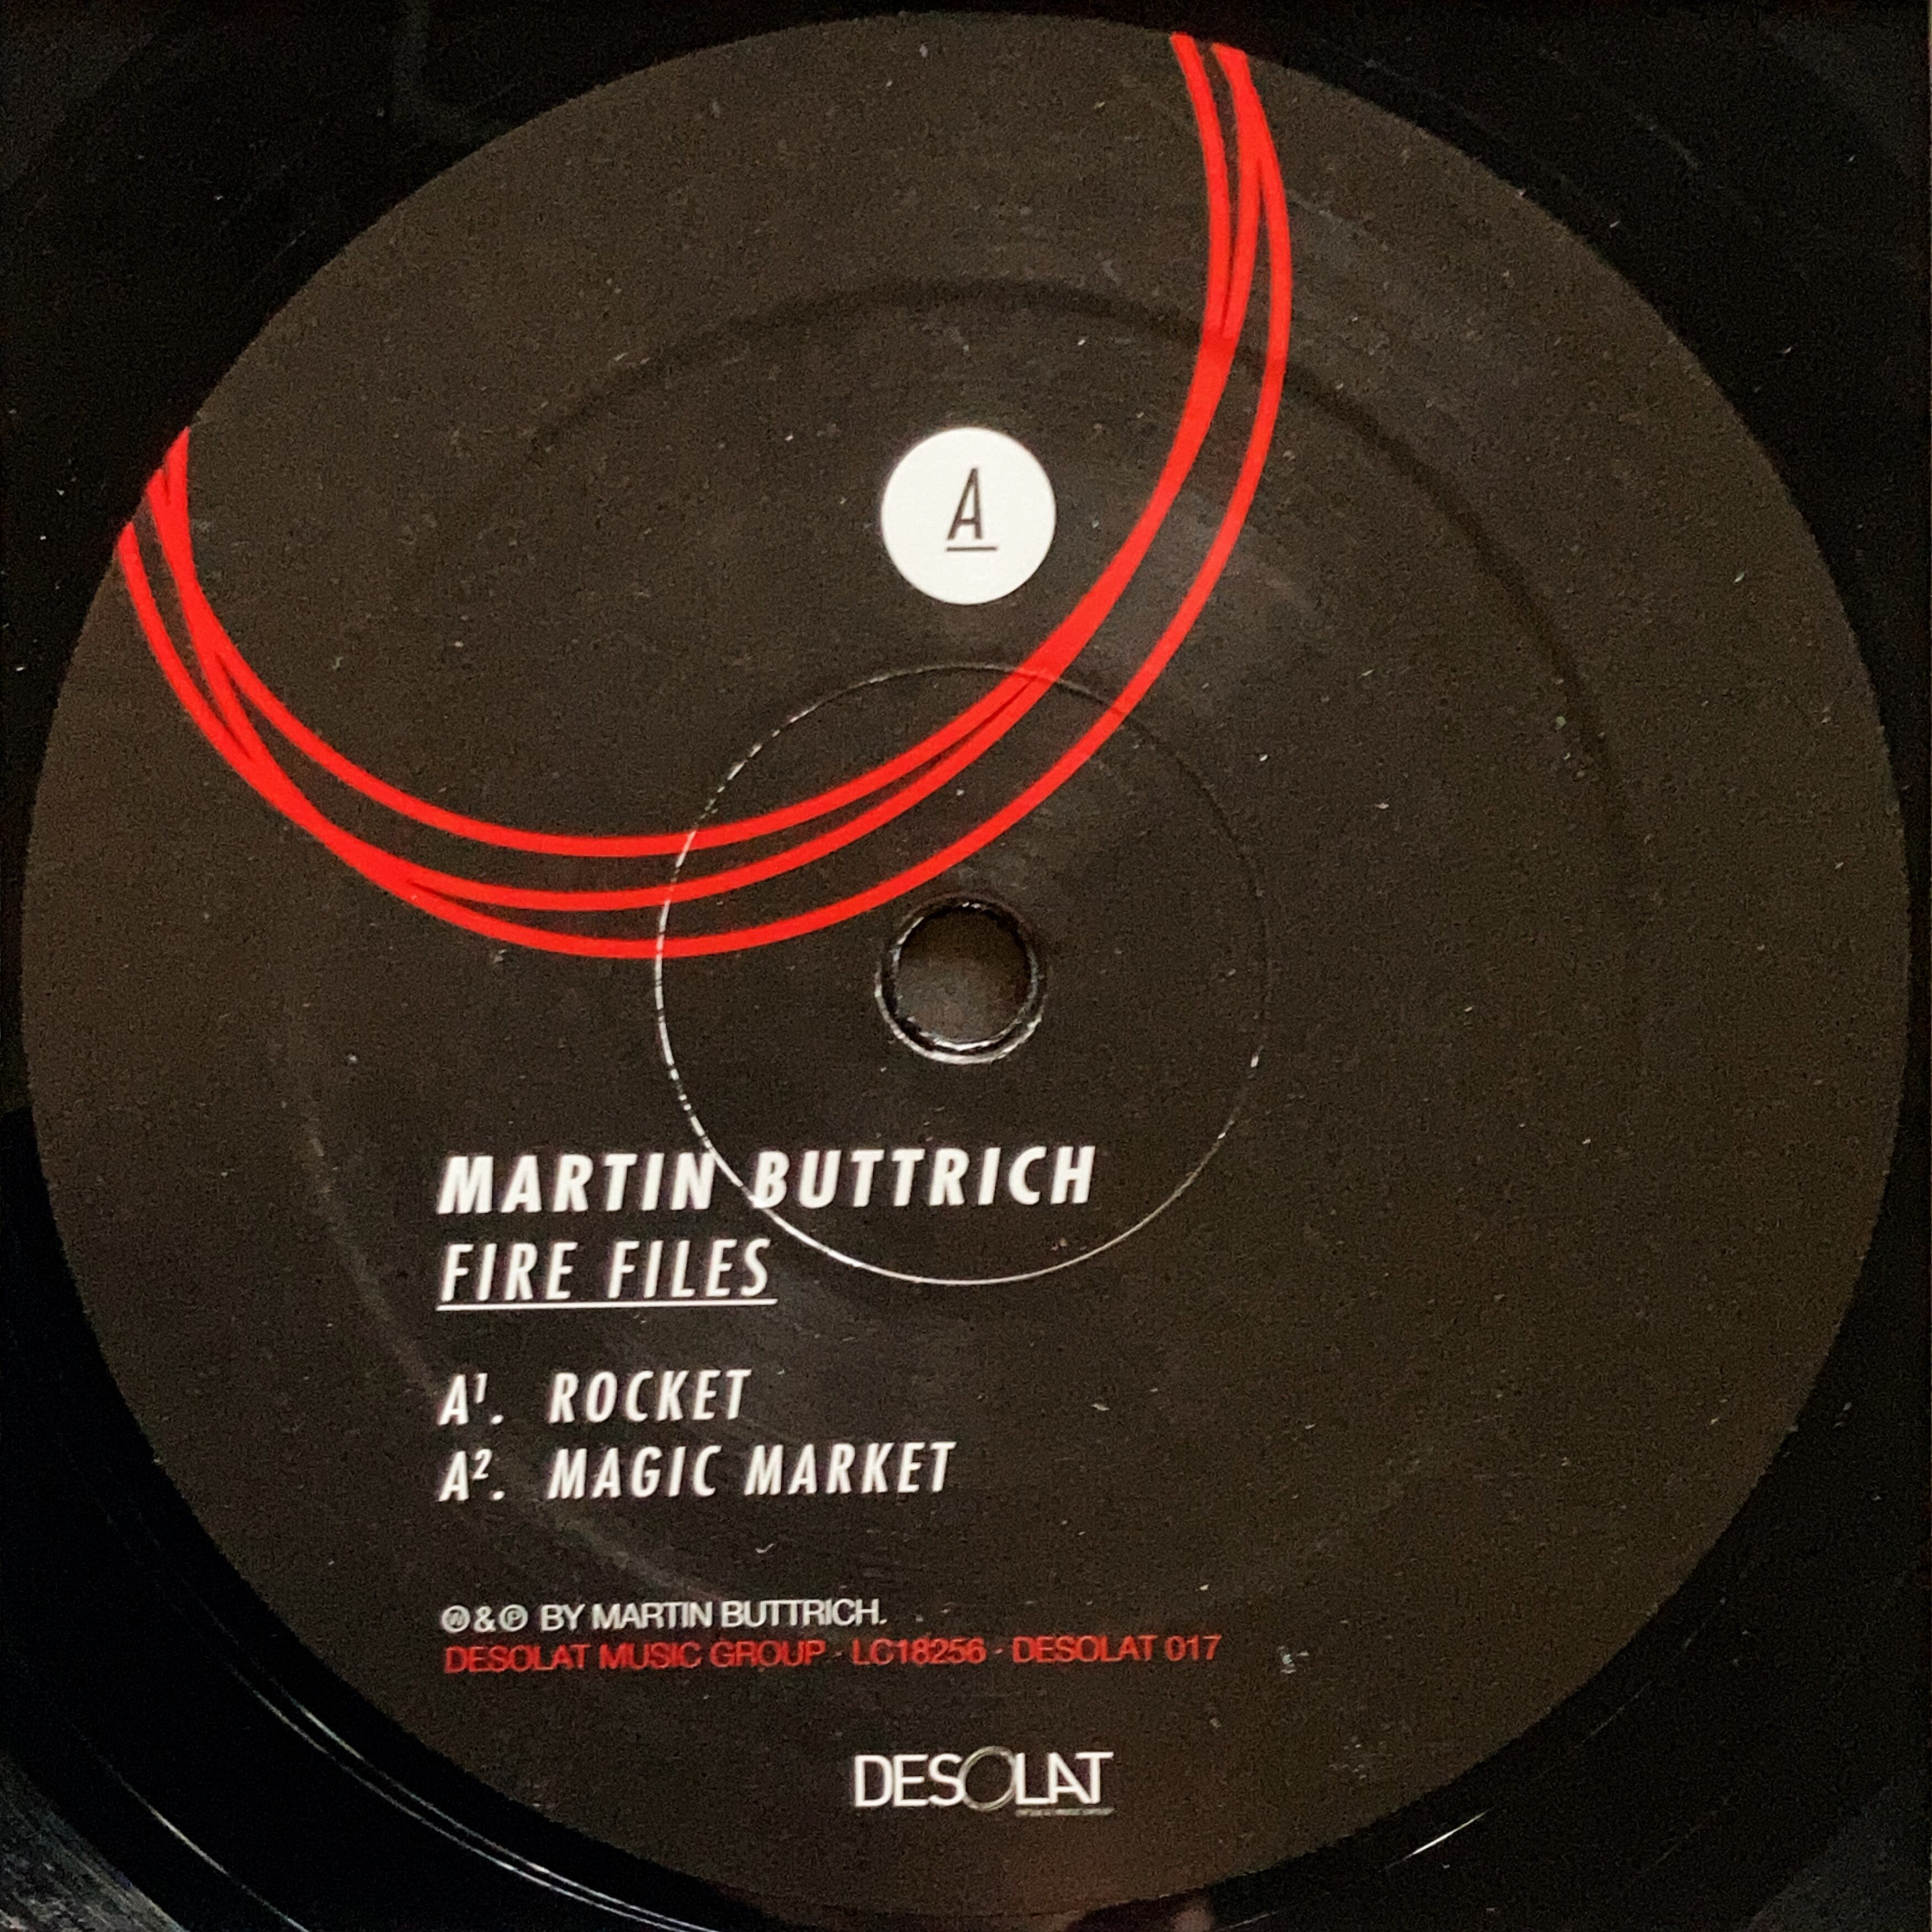 A
MARTIN BUTTRICH
FIRE FILES
A¹. ROCKET
A². MAGIC MARKET
Ⓦ & Ⓟ BY MARTIN BUTTRICH.
DESOLAT MUSIC GROUP · LC18256 · DESOLAT 017
DESOLAT